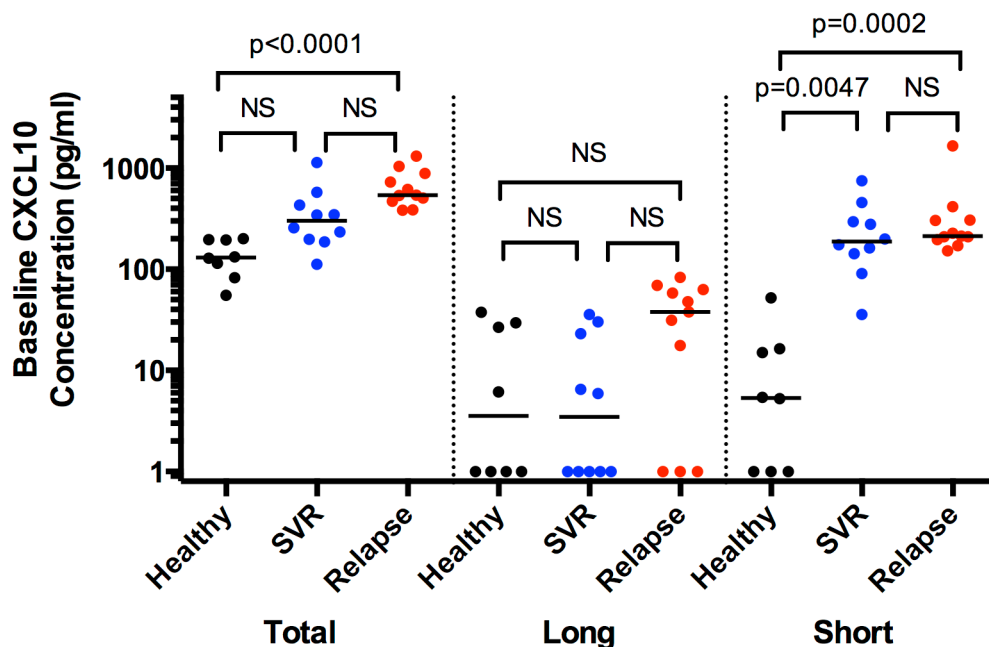 p=0.0002
p<0.0001
p=0.0047 NS
NS NS
NS
NS NS
Baseline CXCL10
Concentration (pg/ml)
1000
100
10
1
Healthy SVR Relapse Healthy SVR Relapse Healthy SVR Relapse
Total Long Short